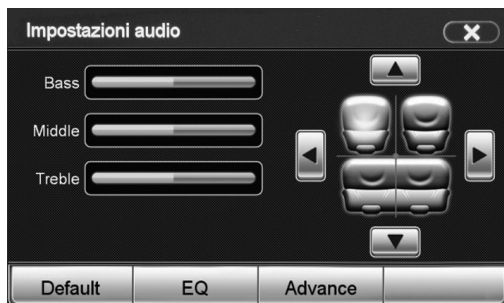 Impostazioni audio
Bass
Middle
Treble
Default EQ Advance